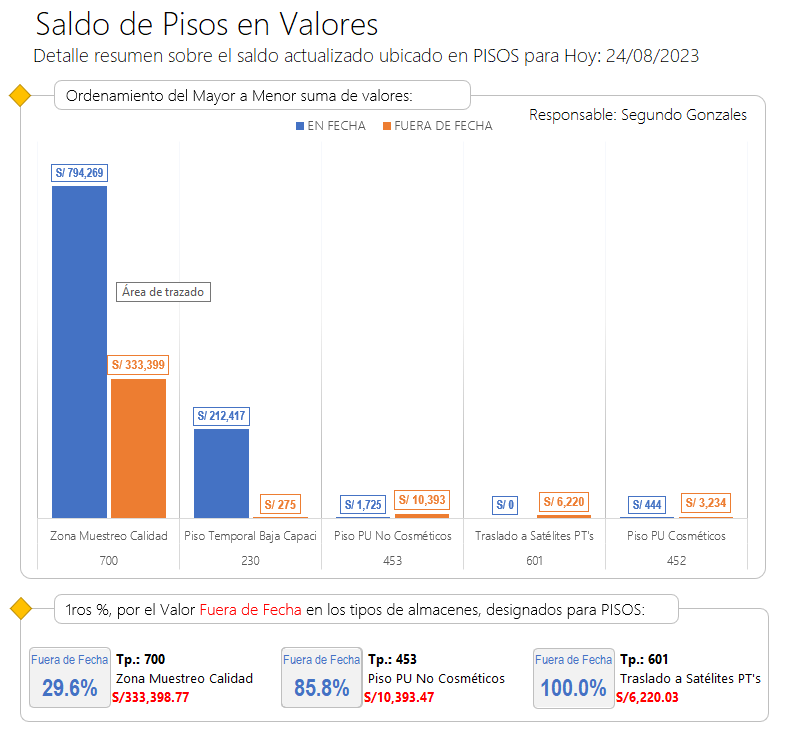 Saldo de Pisos en Valores
Detalle resumen sobre el saldo actualizado ubicado en PISOS para Hoy: 24/08/2023
Ordenamiento del Mayor a Menor suma de valores:
Responsable: Segundo Gonzales
EN FECHA FUERA DE FECHA
S/ 794,269
Área de trazado
S/ 333,399
S/ 212,417
S/ 275
S/ 1,725
S/ 10,393
S/ 0
S/ 6,220
S/ 444
S/ 3,234
Zona Muestreo Calidad Piso Temporal Baja Capaci Piso PU No Cosméticos Traslado a Satélites PT's Piso PU Cosméticos
700 230 453 601 452
1ros %, por el Valor Fuera de Fecha en los tipos de almacenes, designados para PISOS:
Fuera de Fecha
29.6%
Tp.: 700
Zona Muestreo Calidad
S/333,398.77
Fuera de Fecha
85.8%
Tp.: 453
Piso PU No Cosméticos
S/10,393.47
Fuera de Fecha
100.0%
Tp.: 601
Traslado a Satélites PT's
S/6,220.03